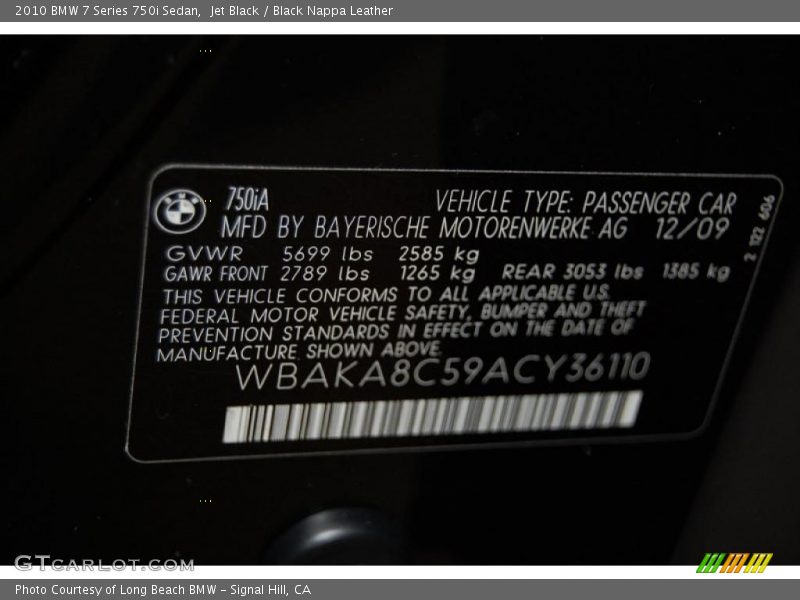 2010 BMW 7 Series 750i Sedan,  Jet Black / Black Nappa Leather
750iA VEHICLE TYPE: PASSENGER CAR
MFD BY BAYERISCHE MOTORENWERKE AG 12/09
GVWR 5699 lbs 2585 kg
GAWR FRONT 2789 lbs 1265 kg REAR 3053 lbs 1385 kg
THIS VEHICLE CONFORMS TO ALL APPLICABLE U.S.
FEDERAL MOTOR VEHICLE SAFETY, BUMPER AND THEFT
PREVENTION STANDARDS IN EFFECT ON THE DATE OF
MANUFACTURE SHOWN ABOVE.
WBAKA8C59ACY36110
2 122 606
GTCARLOT.COM
Photo Courtesy of Long Beach BMW - Signal Hill, CA